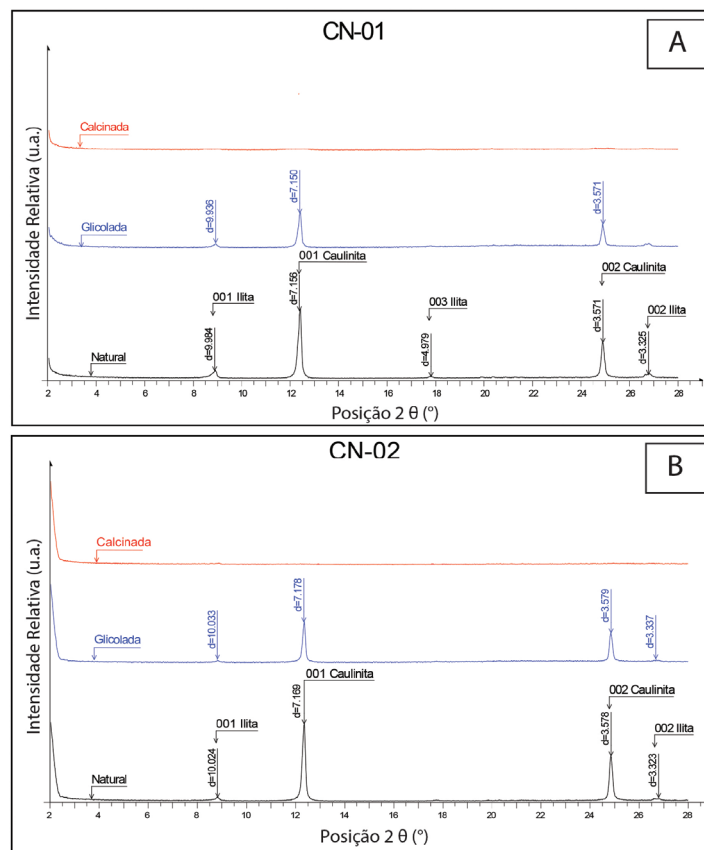 CN-01
A
Intensidade Relativa (u.a.)
Calcinada
Glicolada
d=9.936
d=7.150
d=3.571
001 Ilita
001 Caulinita
003 Ilita
002 Caulinita
002 Ilita
Natural
d=9.984
d=7.156
d=4.979
d=3.571
d=3.325
2 4 6 8 10 12 14 16 18 20 22 24 26 28
Posição 2 θ (°)
CN-02
B
Intensidade Relativa (u.a.)
Calcinada
Glicolada
d=10.033
d=7.178
d=3.579
d=3.337
001 Ilita
001 Caulinita
002 Caulinita
002 Ilita
Natural
d=10.024
d=7.169
d=3.578
d=3.323
2 4 6 8 10 12 14 16 18 20 22 24 26 28
Posição 2 θ (°)